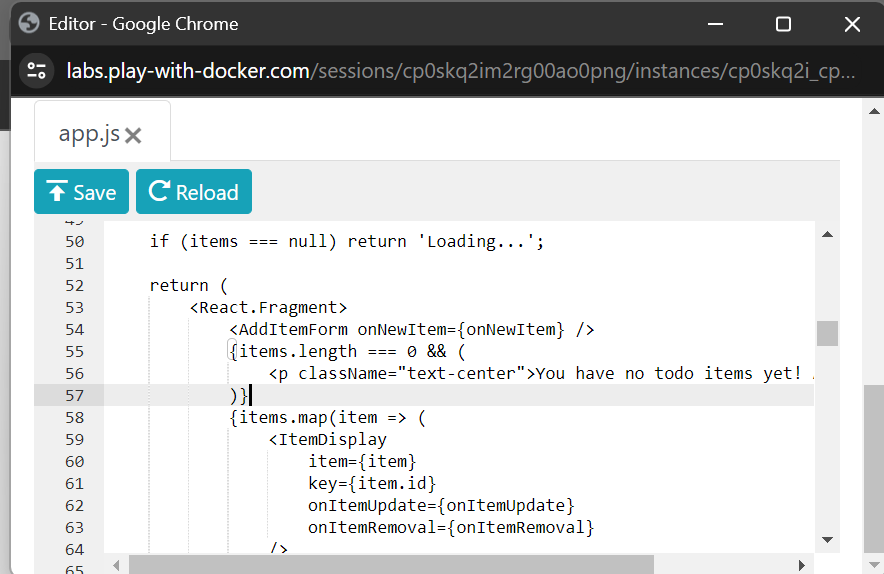 Editor - Google Chrome
labs.play-with-docker.com/sessions/cp0skq2im2rg00ao0png/instances/cp0skq2i_cp...
app.js
Save Reload
50 if (items === null) return 'Loading...';
51
52 return (
53 <React.Fragment>
54 <AddItemForm onNewItem={onNewItem} />
55 {items.length === 0 && (
56 <p className="text-center">You have no todo items yet!
57 )}
58 {items.map(item => (
59 <ItemDisplay
60 item={item}
61 key={item.id}
62 onItemUpdate={onItemUpdate}
63 onItemRemoval={onItemRemoval}
64 />
65